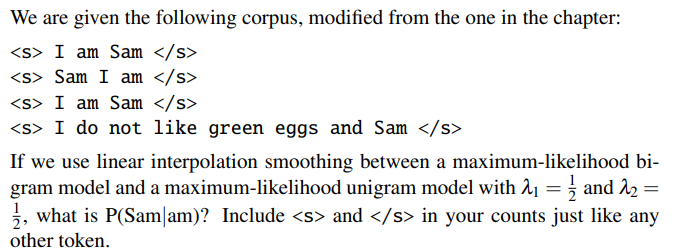 We are given the following corpus, modified from the one in the chapter:
<s> I am Sam </s>
<s> Sam I am </s>
<s> I am Sam </s>
<s> I do not like green eggs and Sam </s>
If we use linear interpolation smoothing between a maximum-likelihood bi-
gram model and a maximum-likelihood unigram model with λ₁ = ½ and λ₂ =
½, what is P(Sam|am)? Include <s> and </s> in your counts just like any
other token.